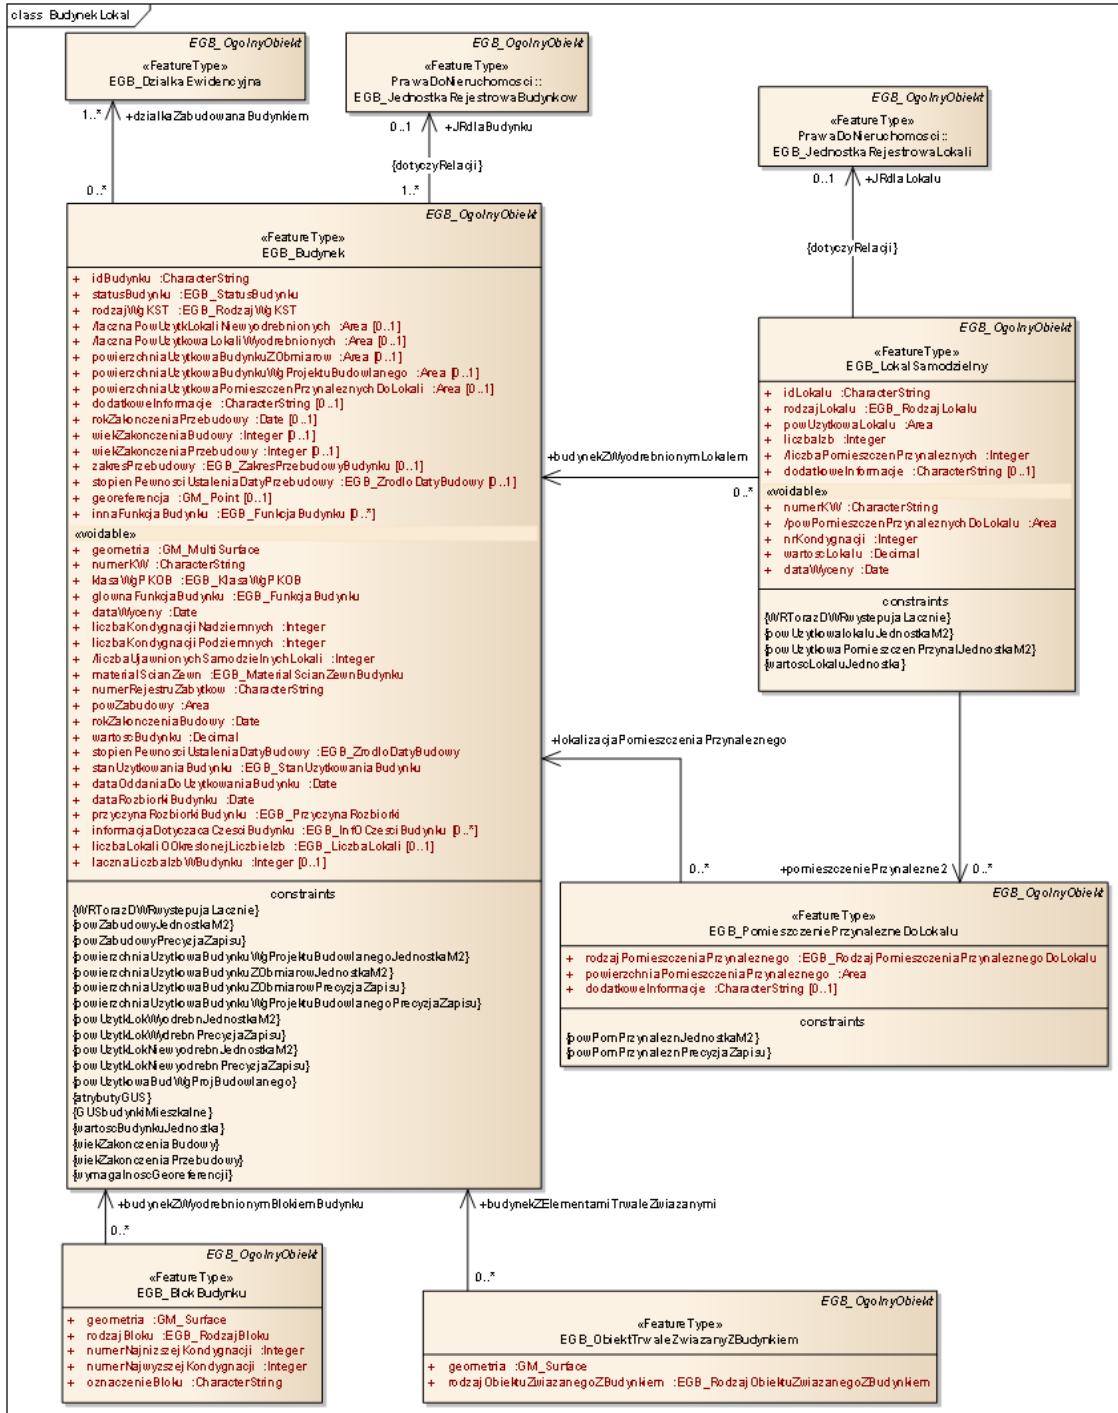 class BudynekLokal
EGB_OgolnyObiekt
«FeatureType»
EGB_DzialkaEwidencyjna
EGB_OgolnyObiekt
«FeatureType»
PrawaDoNieruchomosci::
EGB_JednostkaRejestrowaBudynkow
EGB_OgolnyObiekt
«FeatureType»
PrawaDoNieruchomosci::
EGB_JednostkaRejestrowaLokali
1..*
+dzialkaZabudowanaBudynkiem
0..*
0..1
+JRdlaBudynku
{dotyczyRelacji}
1..*
0..1
+JRdlaLokalu
{dotyczyRelacji}
EGB_OgolnyObiekt
«FeatureType»
EGB_Budynek
+ idBudynku :CharacterString
+ statusBudynku :EGB_StatusBudynku
+ rodzajWgKST :EGB_RodzajWgKST
+ /lacznaPowUzytkLokaliNiewyodrebnionych :Area [0..1]
+ /lacznaPowUzytkowaLokaliWyodrebnionych :Area [0..1]
+ powierzchniaUzytkowaBudynkuZObmiarow :Area [0..1]
+ powierzchniaUzytkowaBudynkuWgProjektuBudowlanego :Area [0..1]
+ powierzchniaUzytkowaPomieszczenPrzynaleznychDoLokali :Area [0..1]
+ dodatkoweInformacje :CharacterString [0..1]
+ rokZakonczeniaPrzebudowy :Date [0..1]
+ wiekZakonczeniaBudowy :Integer [0..1]
+ wiekZakonczeniaPrzebudowy :Integer [0..1]
+ zakresPrzebudowy :EGB_ZakresPrzebudowyBudynku [0..1]
+ stopienPewnosciUstaleniaDatyPrzebudowy :EGB_ZrodloDatyBudowy [0..1]
+ georeferencja :GM_Point [0..1]
+ innaFunkcjaBudynku :EGB_FunkcjaBudynku [0..*]
«voidable»
+ geometria :GM_MultiSurface
+ numerKW :CharacterString
+ klasaWgPKOB :EGB_KlasaWgPKOB
+ glownaFunkcjaBudynku :EGB_FunkcjaBudynku
+ dataWyceny :Date
+ liczbaKondygnacjiNadziemnych :Integer
+ liczbaKondygnacjiPodziemnych :Integer
+ /liczbaUjawnionychSamodzielnychLokali :Integer
+ materialScianZewn :EGB_MaterialScianZewnBudynku
+ numerRejestruZabytkow :CharacterString
+ powZabudowy :Area
+ rokZakonczeniaBudowy :Date
+ wartoscBudynku :Decimal
+ stopienPewnosciUstaleniaDatyBudowy :EGB_ZrodloDatyBudowy
+ stanUzytkowaniaBudynku :EGB_StanUzytkowaniaBudynku
+ dataOddaniaDoUzytkowaniaBudynku :Date
+ dataRozbiorkiBudynku :Date
+ przyczynaRozbiorkiBudynku :EGB_PrzyczynaRozbiorki
+ informacjaDotyczacaCzesciBudynku :EGB_InfOCzesciBudynku [0..*]
+ liczbaLokaliOOkreslonejLiczbieIzb :EGB_LiczbaLokali [0..1]
+ lacznaLiczbaIzbWBudynku :Integer [0..1]
constraints
{WRTorazDWRwystepujaLacznie}
{powZabudowyJednostkaM2}
{powZabudowyPrecyzjaZapisu}
{powierzchniaUzytkowaBudynkuWgProjektuBudowlanegoJednostkaM2}
{powierzchniaUzytkowaBudynkuZObmiarowJednostkaM2}
{powierzchniaUzytkowaBudynkuZObmiarowPrecyzjaZapisu}
{powierzchniaUzytkowaBudynkuWgProjektuBudowlanegoPrecyzjaZapisu}
{powUzytkLokWyodrebnJednostkaM2}
{powUzytkLokWydrebnPrecyzjaZapisu}
{powUzytkLokNiewyodrebnJednostkaM2}
{powUzytkLokNiewyodrebnPrecyzjaZapisu}
{powUzytkowaBudWgProjBudowlanego}
{atrybutyGUS}
{GUSbudynkiMieszkalne}
{wartoscBudynkuJednostka}
{wiekZakonczeniaBudowy}
{wiekZakonczeniaPrzebudowy}
{wymagalnoscGeoreferencji}
+budynekZWyodrebnionymLokalem
0..*
EGB_OgolnyObiekt
«FeatureType»
EGB_LokalSamodzielny
+ idLokalu :CharacterString
+ rodzajLokalu :EGB_RodzajLokalu
+ powUzytkowaLokalu :Area
+ liczbaIzb :Integer
+ /liczbaPomieszczenPrzynaleznych :Integer
+ dodatkoweInformacje :CharacterString [0..1]
«voidable»
+ numerKW :CharacterString
+ /powPomieszczenPrzynaleznychDoLokalu :Area
+ nrKondygnacji :Integer
+ wartoscLokalu :Decimal
+ dataWyceny :Date
constraints
{WRTorazDWRwystepujaLacznie}
{powUzytkowalokaluJednostkaM2}
{powUzytkowaPomieszczenPrzynalJednostkaM2}
{wartoscLokaluJednostka}
+lokalizacjaPomieszczeniaPrzynaleznego
0..*
+pomieszczeniePrzynalezne2
0..*
EGB_OgolnyObiekt
«FeatureType»
EGB_PomieszczeniePrzynalezneDoLokalu
+ rodzajPomieszczeniaPrzynaleznego :EGB_RodzajPomieszczeniaPrzynaleznegoDoLokalu
+ powierzchniaPomieszczeniaPrzynaleznego :Area
+ dodatkoweInformacje :CharacterString [0..1]
constraints
{powPomPrzynaleznJednostkaM2}
{powPomPrzynaleznPrecyzjaZapisu}
+budynekZWyodrebnionymBlokiemBudynku
0..*
+budynekZElementamiTrwaleZwiazanymi
0..*
EGB_OgolnyObiekt
«FeatureType»
EGB_BlokBudynku
+ geometria :GM_Surface
+ rodzajBloku :EGB_RodzajBloku
+ numerNajnizszejKondygnacji :Integer
+ numerNajwyzszejKondygnacji :Integer
+ oznaczenieBloku :CharacterString
EGB_OgolnyObiekt
«FeatureType»
EGB_ObiektTrwaleZwiazanyZBudynkiem
+ geometria :GM_Surface
+ rodzajObiektuZwiazanegoZBudynkiem :EGB_RodzajObiektuZwiazanegoZBudynkiem